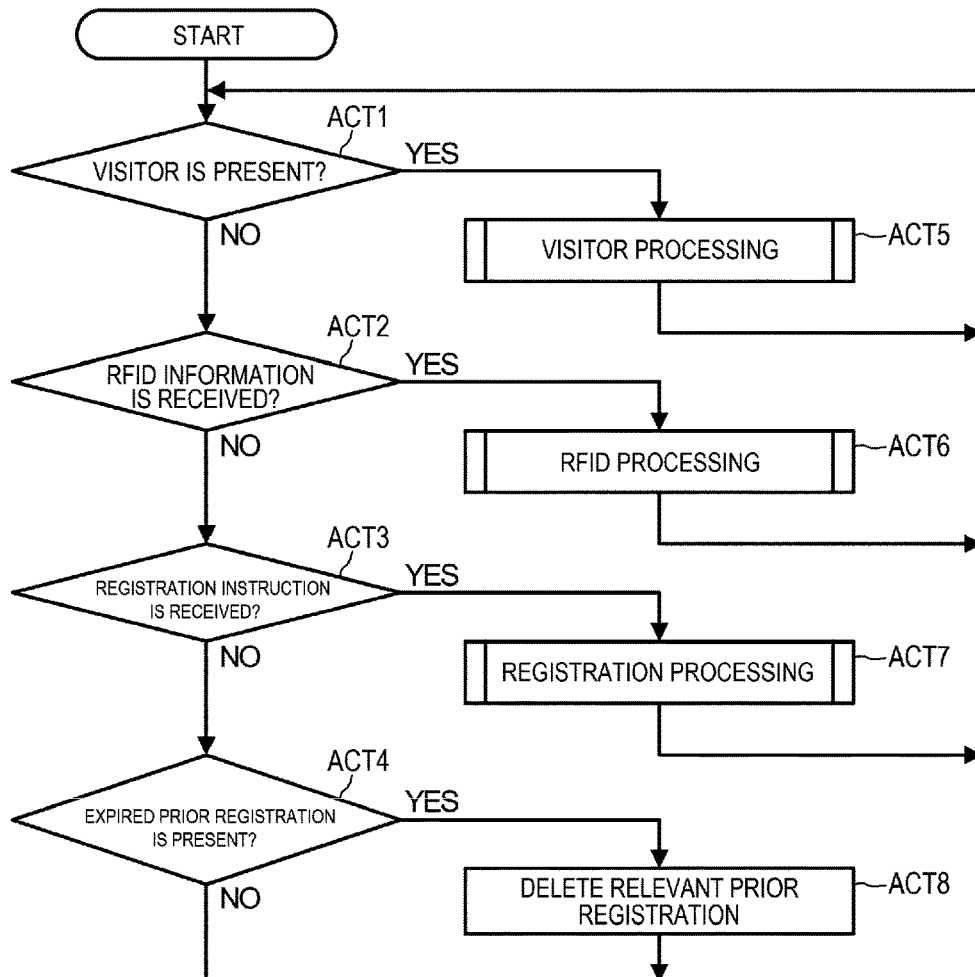 START
ACT1
VISITOR IS PRESENT?
YES
NO
VISITOR PROCESSING
ACT5
ACT2
RFID INFORMATION
IS RECEIVED?
YES
NO
RFID PROCESSING
ACT6
ACT3
REGISTRATION INSTRUCTION
IS RECEIVED?
YES
NO
REGISTRATION PROCESSING
ACT7
ACT4
EXPIRED PRIOR REGISTRATION
IS PRESENT?
YES
NO
DELETE RELEVANT PRIOR
REGISTRATION
ACT8